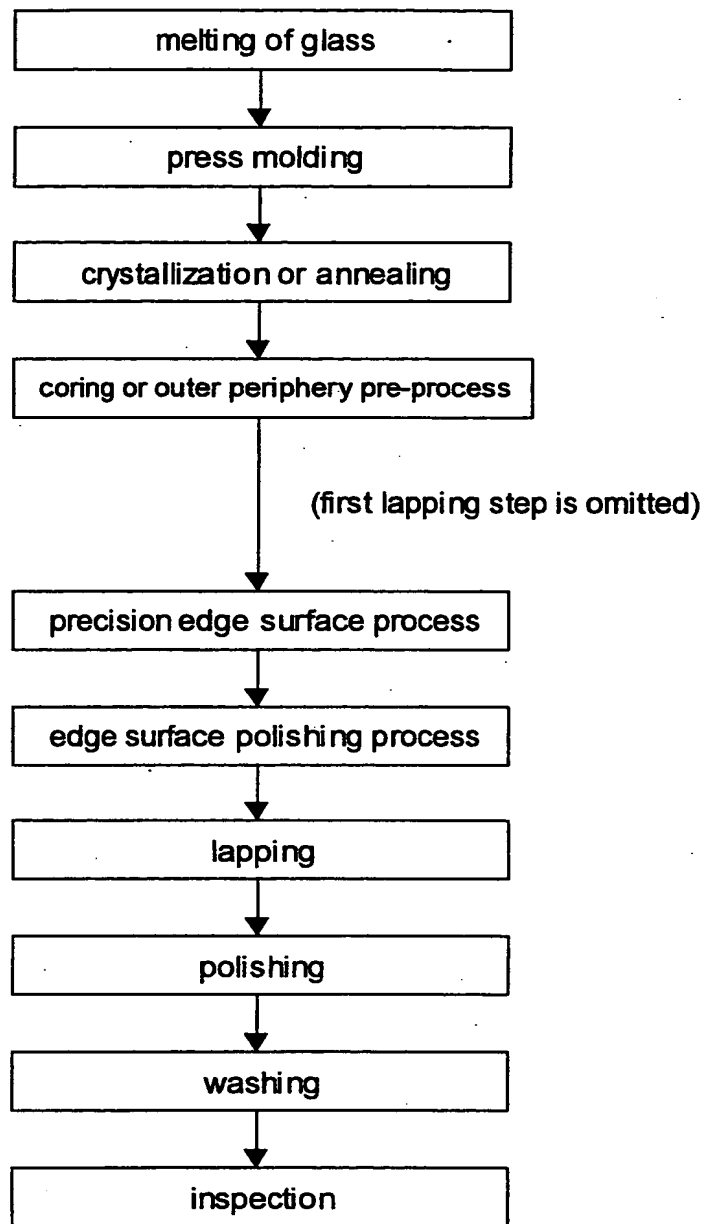 melting of glass
press molding
crystallization or annealing
coring or outer periphery pre-process
(first lapping step is omitted)
precision edge surface process
edge surface polishing process
lapping
polishing
washing
inspection